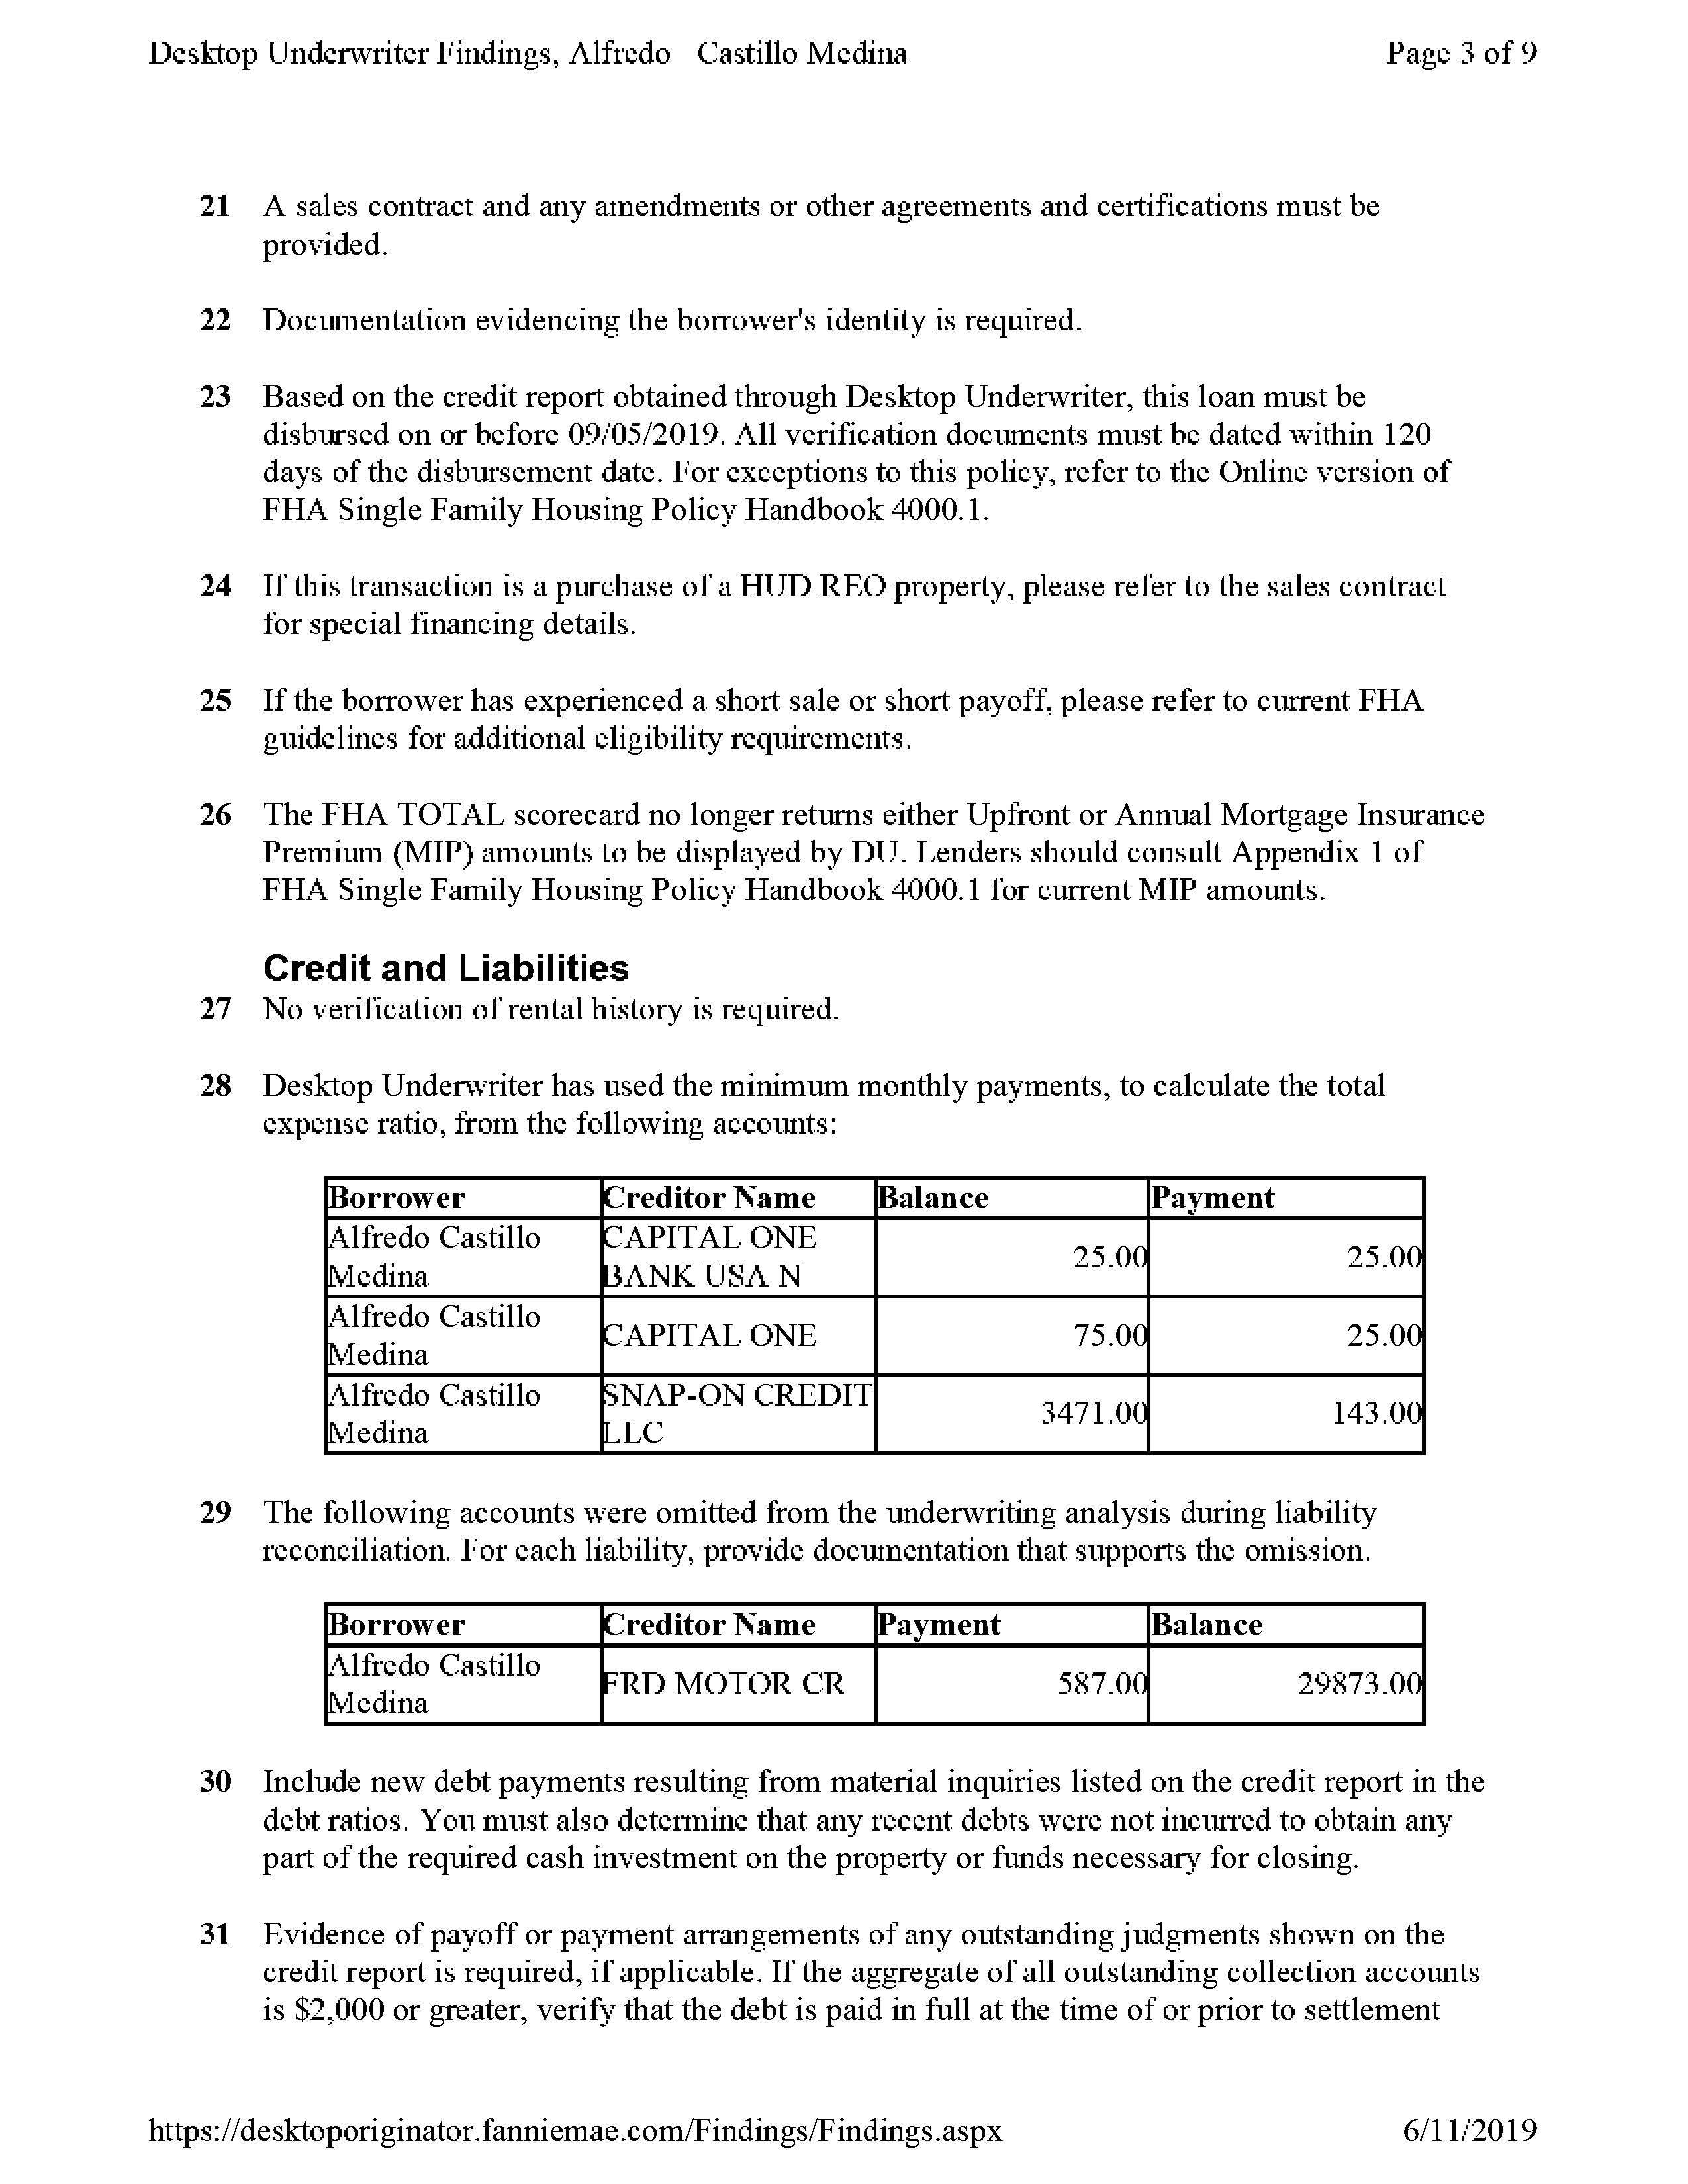 Desktop Underwriter Findings, Alfredo Castillo Medina Page 3 of 9
21 A sales contract and any amendments or other agreements and certifications must be
provided.
22 Documentation evidencing the borrower's identity is required.
23 Based on the credit report obtained through Desktop Underwriter, this loan must be
disbursed on or before 09/05/2019. All verification documents must be dated within 120
days of the disbursement date. For exceptions to this policy, refer to the Online version of
FHA Single Family Housing Policy Handbook 4000.1.
24 If this transaction is a purchase of a HUD REO property, please refer to the sales contract
for special financing details.
25 If the borrower has experienced a short sale or short payoff, please refer to current FHA
guidelines for additional eligibility requirements.
26 The FHA TOTAL scorecard no longer returns either Upfront or Annual Mortgage Insurance
Premium (MIP) amounts to be displayed by DU. Lenders should consult Appendix 1 of
FHA Single Family Housing Policy Handbook 4000.1 for current MIP amounts.
Credit and Liabilities
27 No verification of rental history is required.
28 Desktop Underwriter has used the minimum monthly payments, to calculate the total
expense ratio, from the following accounts:
Borrower Creditor Name Balance Payment
Alfredo Castillo
Medina
CAPITAL ONE
BANK USA N
25.00 25.00
Alfredo Castillo
Medina
CAPITAL ONE 75.00 25.00
Alfredo Castillo
Medina
SNAP-ON CREDIT
LLC
3471.00 143.00
29 The following accounts were omitted from the underwriting analysis during liability
reconciliation. For each liability, provide documentation that supports the omission.
Borrower Creditor Name Payment Balance
Alfredo Castillo
Medina
FRD MOTOR CR 587.00 29873.00
30 Include new debt payments resulting from material inquiries listed on the credit report in the
debt ratios. You must also determine that any recent debts were not incurred to obtain any
part of the required cash investment on the property or funds necessary for closing.
31 Evidence of payoff or payment arrangements of any outstanding judgments shown on the
credit report is required, if applicable. If the aggregate of all outstanding collection accounts
is $2,000 or greater, verify that the debt is paid in full at the time of or prior to settlement
https://desktoporiginator.fanniemae.com/Findings/Findings.aspx 6/11/2019